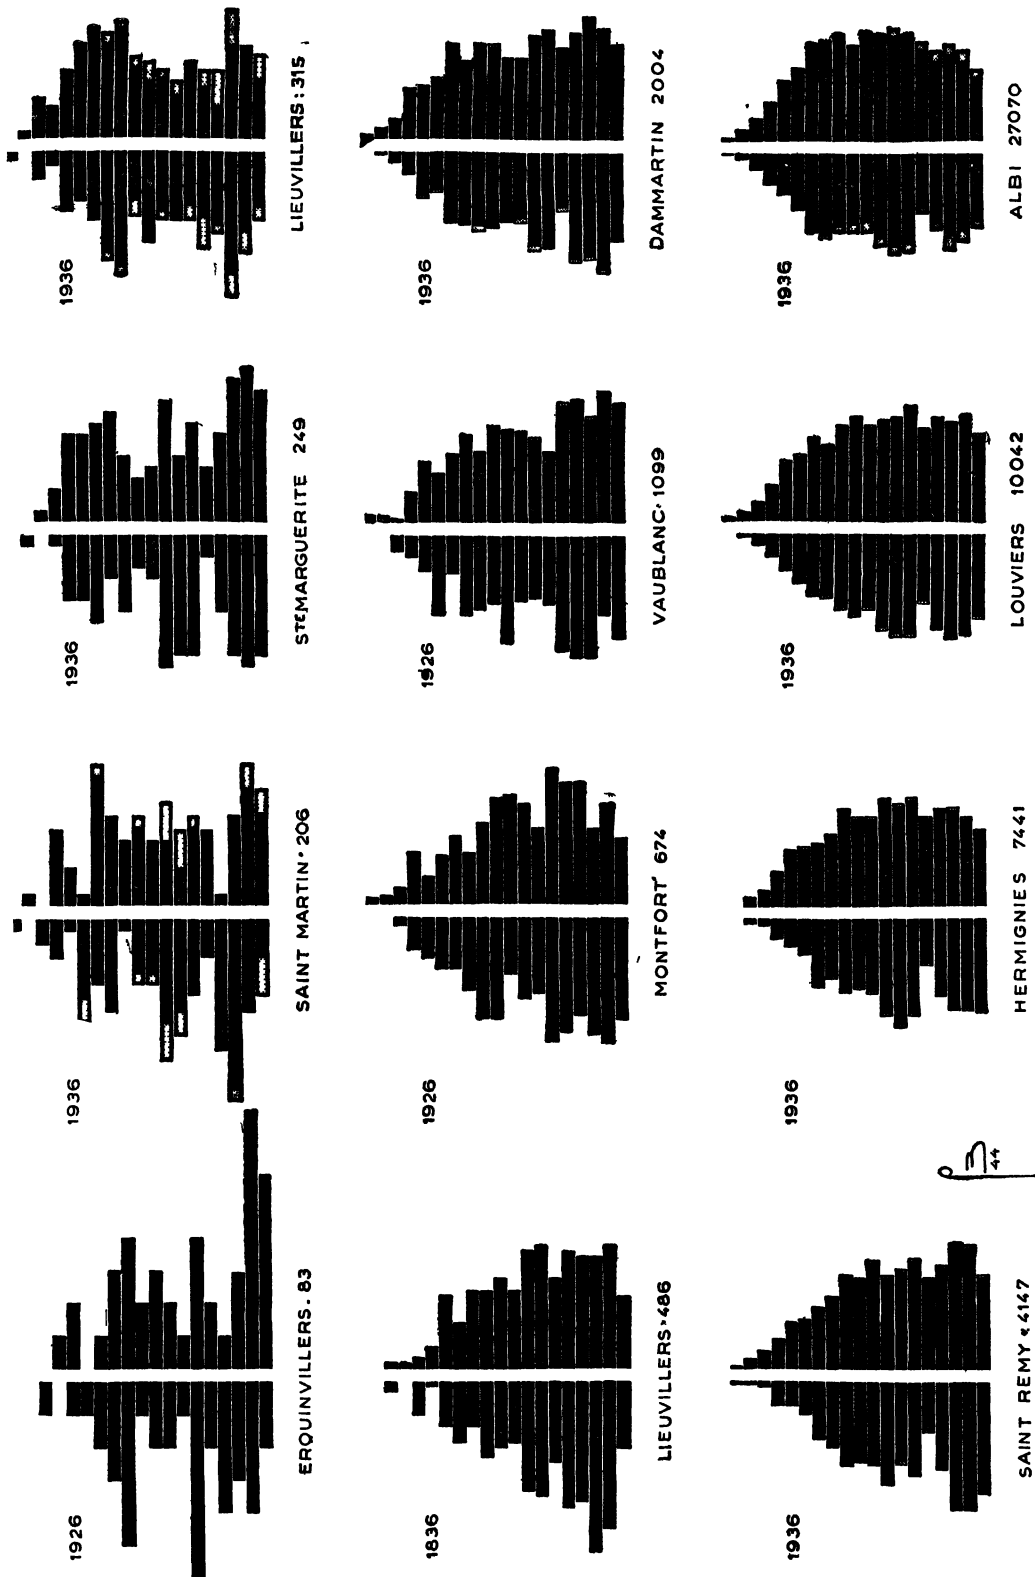 1926
ERQUINVILLERS. 83
1936
SAINT MARTIN · 206
1936
STE MARGUERITE 249
1936
LIEUVILLERS : 315
1836
LIEUVILLERS · 486
1926
MONTFORT 674
1926
VAUBLANC · 1099
1936
DAMMARTIN 2004
1936
SAINT REMY · 4147
1936
HERMIGNIES 7441
1936
LOUVIERS 10042
1936
ALBI 27070
44